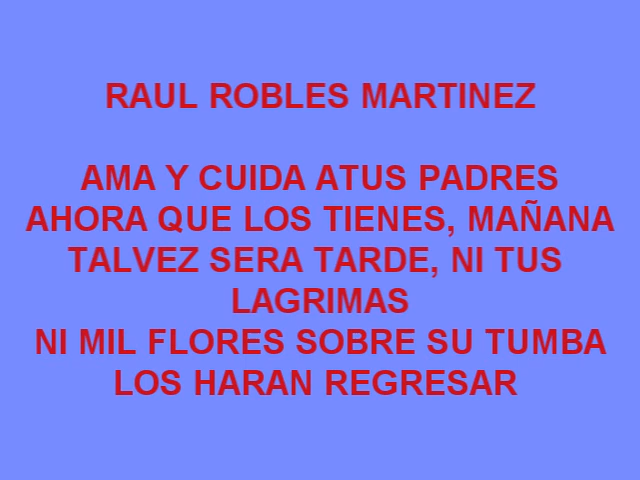 RAUL ROBLES MARTINEZ
AMA Y CUIDA ATUS PADRES
AHORA QUE LOS TIENES, MAÑANA
TALVEZ SERA TARDE, NI TUS
LAGRIMAS
NI MIL FLORES SOBRE SU TUMBA
LOS HARAN REGRESAR